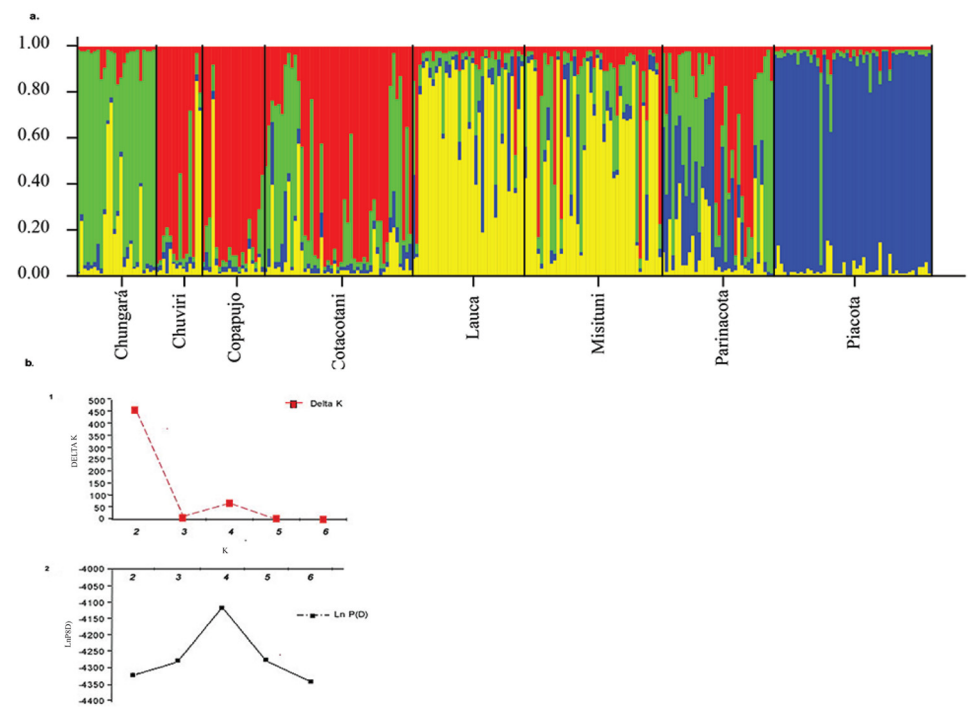 a.
1.00
0.80
0.60
0.40
0.20
0.00
Chungará
Chuviri
Copapujo
Cotacotani
Lauca
Misituni
Parinacota
Piacota
b.
1
500
450
400
350
300
250
200
150
100
50
0
DELTA K
Delta K
2 3 4 5 6
K
2
-4000
-4050
-4100
-4150
-4200
-4250
-4300
-4350
-4400
LnP8D)
2 3 4 5 6
Ln P(D)